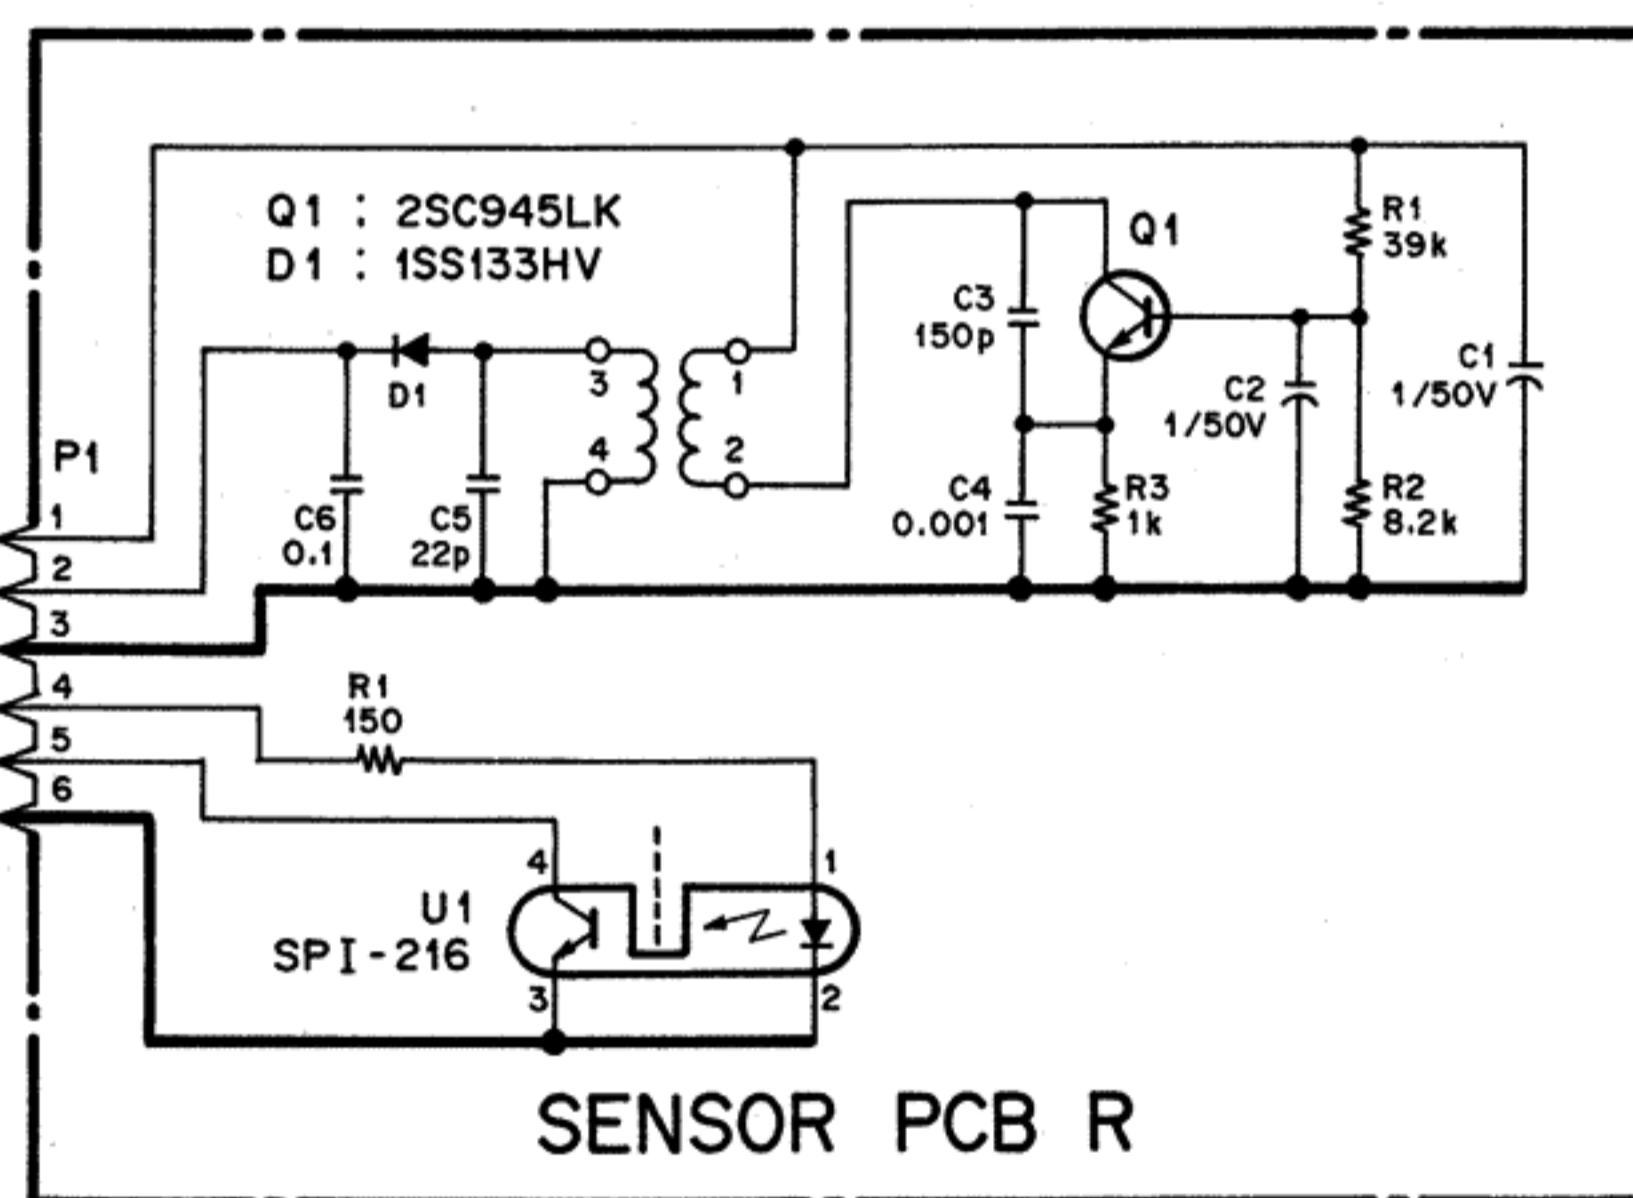 Q1 : 2SC945LK
D1 : 1SS133HV
Q1
R1
39k
C3
150p
C1
1/50V
C2
1/50V
D1
3
1
4
2
P1
C6
0.1
C5
22p
C4
0.001
R3
1k
R2
8.2k
1
2
3
4
5
6
R1
150
4
1
U1
SPI-216
3
2
SENSOR PCB R